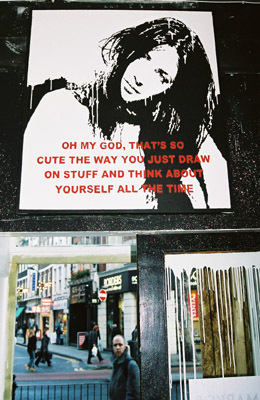 OH MY GOD, THAT'S SO
CUTE THE WAY YOU JUST DRAW
ON STUFF AND THINK ABOUT
YOURSELF ALL THE TIME
BORDERS